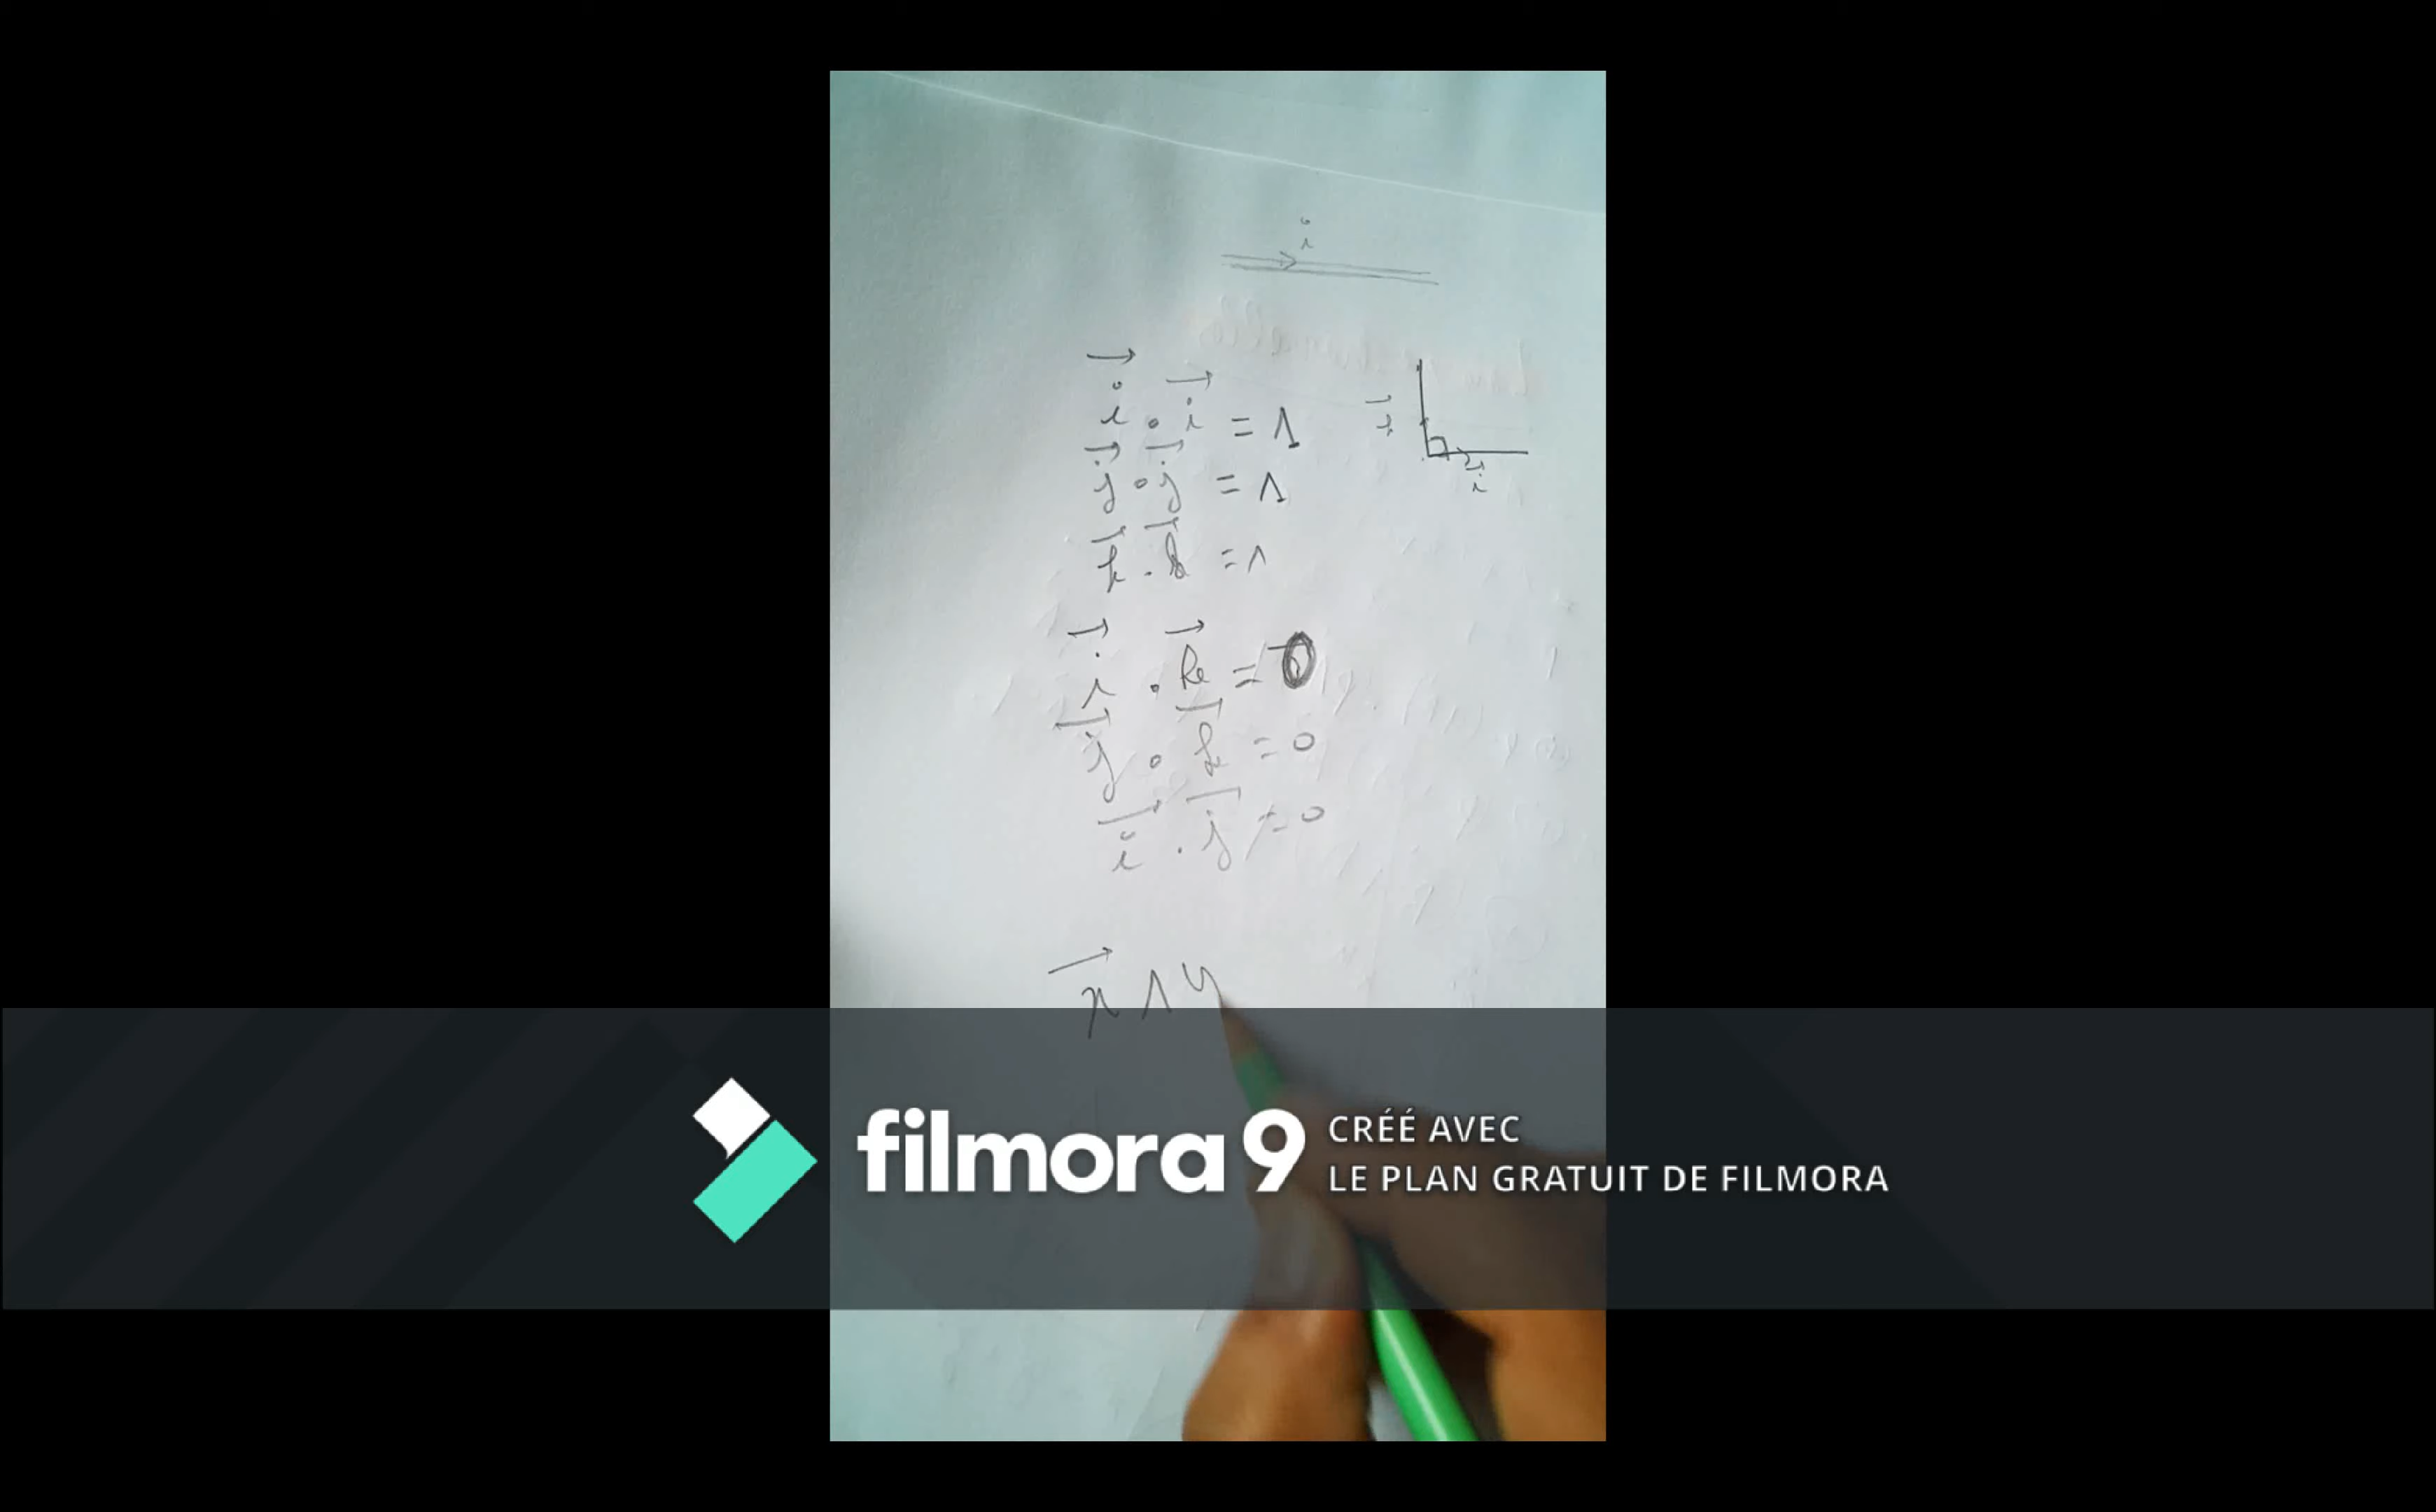 i
i⃗ . i⃗ = 1
j⃗ . j⃗ = 1
k⃗ . k⃗ = 1
k⃗
i⃗
i⃗ . k⃗ = 0
j⃗ . k⃗ = 0
i⃗ . j⃗ = 0
x⃗ ∧ y
filmora 9
CRÉÉ AVEC
LE PLAN GRATUIT DE FILMORA